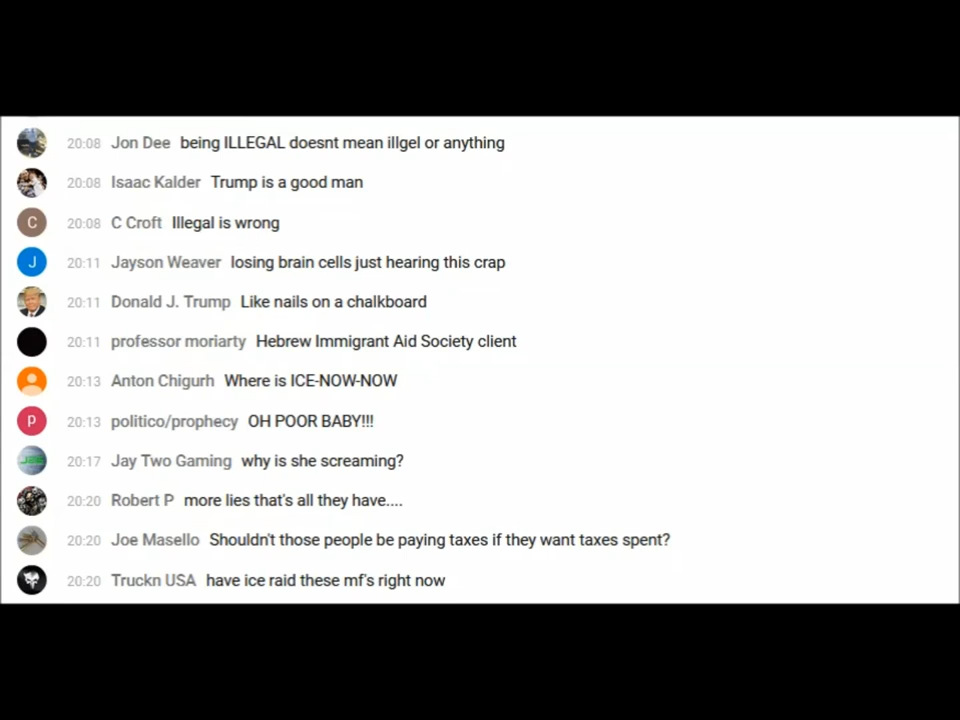 20:08 Jon Dee being ILLEGAL doesnt mean illgel or anything
20:08 Isaac Kalder Trump is a good man
C 20:08 C Croft Illegal is wrong
J 20:11 Jayson Weaver losing brain cells just hearing this crap
20:11 Donald J. Trump Like nails on a chalkboard
20:11 professor moriarty Hebrew Immigrant Aid Society client
20:13 Anton Chigurh Where is ICE-NOW-NOW
P 20:13 politico/prophecy OH POOR BABY!!!
20:17 Jay Two Gaming why is she screaming?
20:20 Robert P more lies that's all they have....
20:20 Joe Masello Shouldn't those people be paying taxes if they want taxes spent?
20:20 Truckn USA have ice raid these mf's right now